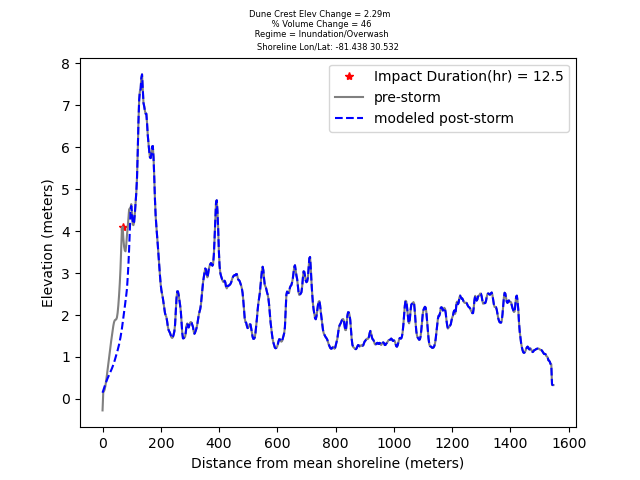 Dune Crest Elev Change = 2.29m
% Volume Change = 46
Regime = Inundation/Overwash
Shoreline Lon/Lat: -81.438 30.532
Impact Duration(hr) = 12.5
pre-storm
modeled post-storm
Elevation (meters)
8
7
6
5
4
3
2
1
0
0 200 400 600 800 1000 1200 1400 1600
Distance from mean shoreline (meters)